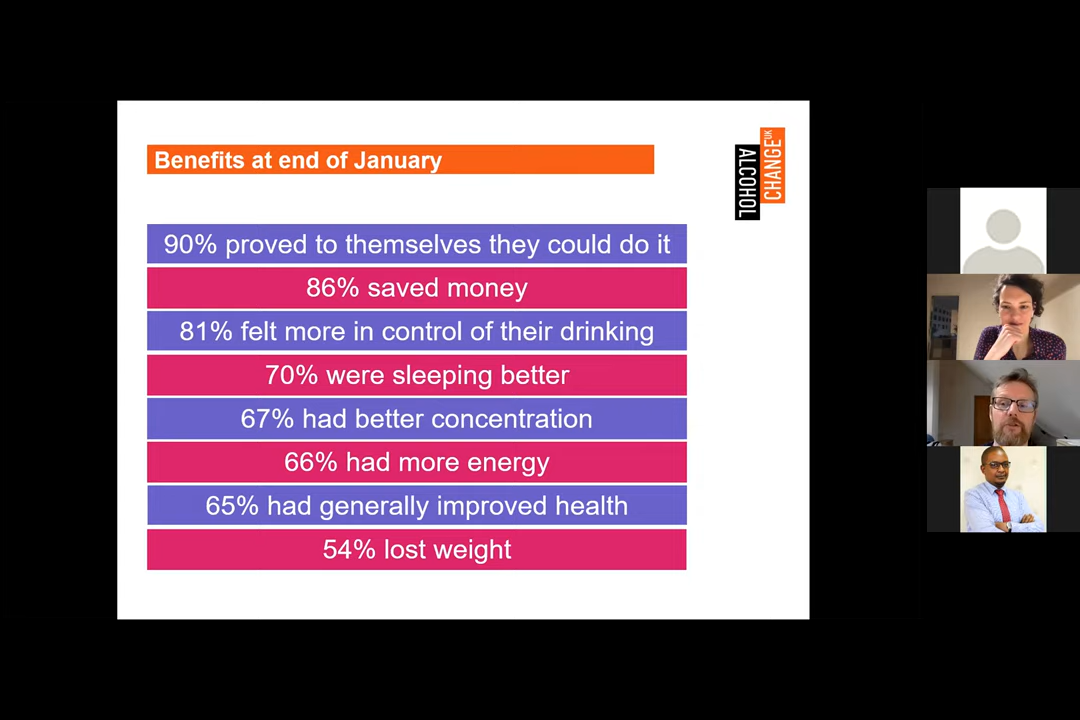 Benefits at end of January
ALCOHOL
CHANGE UK
90% proved to themselves they could do it
86% saved money
81% felt more in control of their drinking
70% were sleeping better
67% had better concentration
66% had more energy
65% had generally improved health
54% lost weight